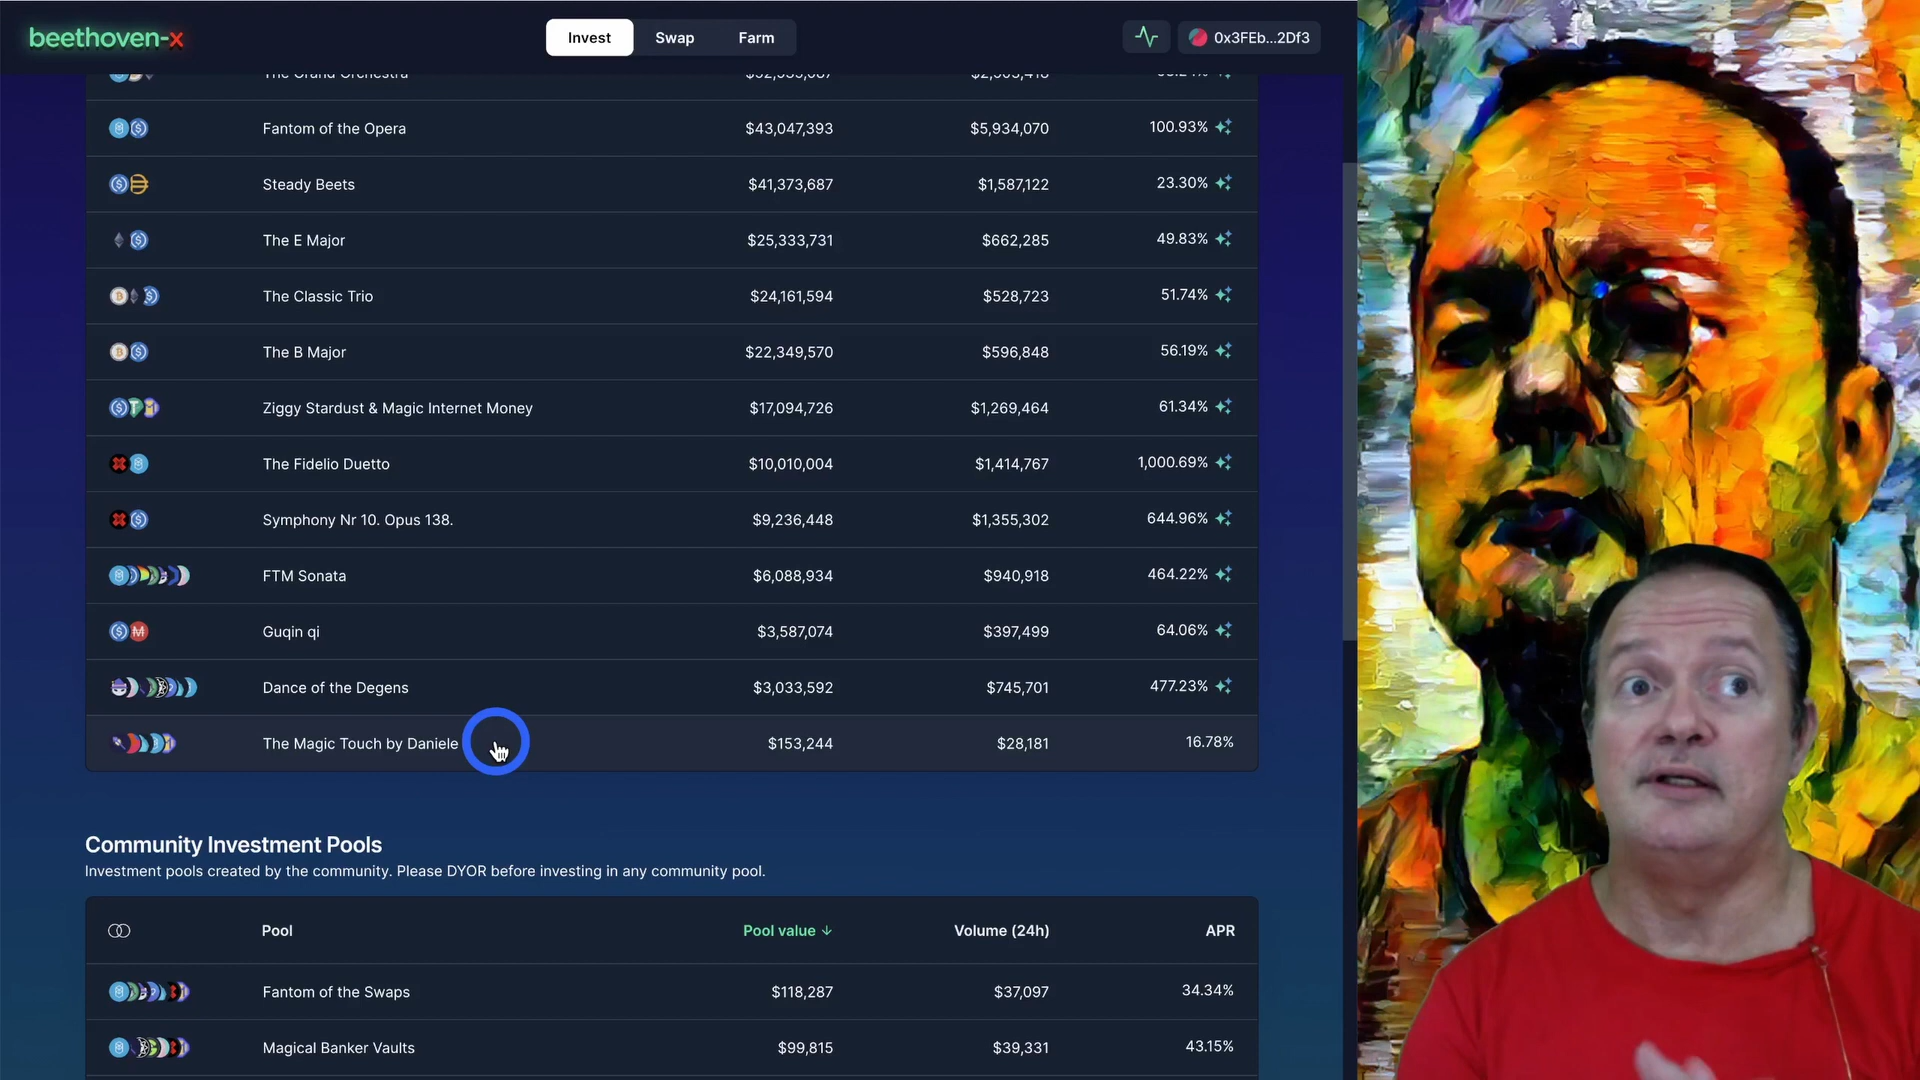 beethoven-x
Invest Swap Farm 0x3FEb...2Df3
The Grand Orchestra
Fantom of the Opera $43,047,393 $5,934,070 100.93%
Steady Beets $41,373,687 $1,587,122 23.30%
The E Major $25,333,731 $662,285 49.83%
The Classic Trio $24,161,594 $528,723 51.74%
The B Major $22,349,570 $596,848 56.19%
Ziggy Stardust & Magic Internet Money $17,094,726 $1,269,464 61.34%
The Fidelio Duetto $10,010,004 $1,414,767 1,000.69%
Symphony Nr 10. Opus 138. $9,236,448 $1,355,302 644.96%
FTM Sonata $6,088,934 $940,918 464.22%
Guqin qi $3,587,074 $397,499 64.06%
Dance of the Degens $3,033,592 $745,701 477.23%
The Magic Touch by Daniele $153,244 $28,181 16.78%
Community Investment Pools
Investment pools created by the community. Please DYOR before investing in any community pool.
Pool Pool value ↓ Volume (24h) APR
Fantom of the Swaps $118,287 $37,097 34.34%
Magical Banker Vaults $99,815 $39,331 43.15%